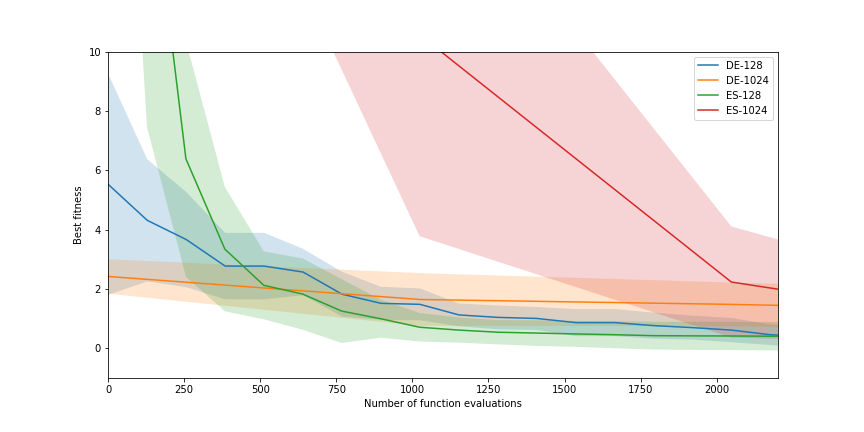 10
8
6
4
2
0
Best fitness
0 250 500 750 1000 1250 1500 1750 2000
Number of function evaluations
DE-128
DE-1024
ES-128
ES-1024